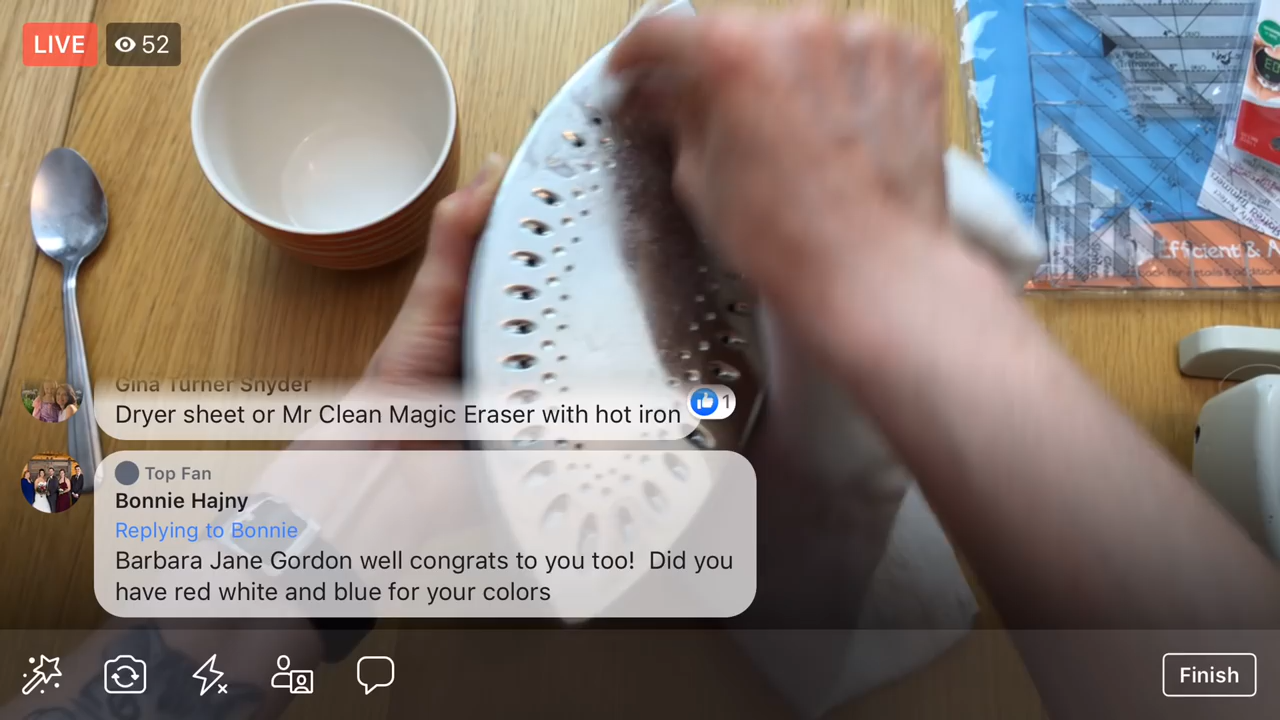 LIVE
52
Gina Turner Snyder
Dryer sheet or Mr Clean Magic Eraser with hot iron
1
Top Fan
Bonnie Hajny
Replying to Bonnie
Barbara Jane Gordon well congrats to you too!  Did you
have red white and blue for your colors
Efficient &
Finish